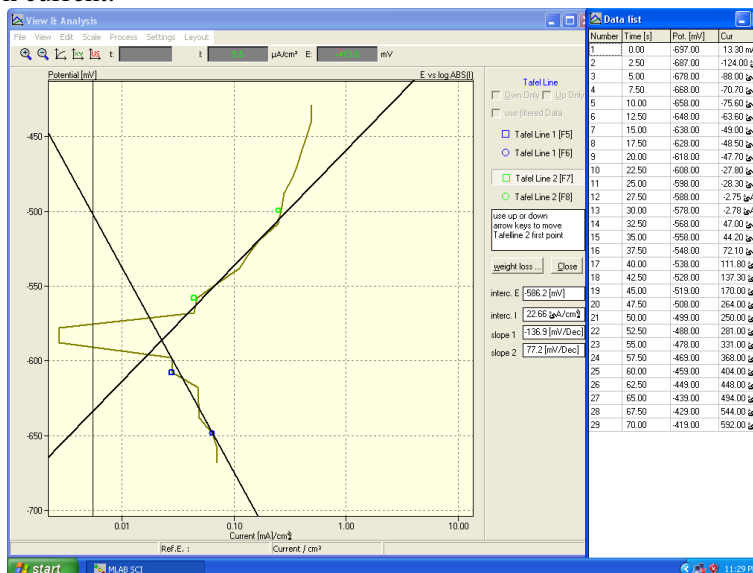 View & Analysis
File View Edit Scale Process Settings Layout
t: t µA/cm² E: mV
Potential [mV] E vs log ABS(I)
-450
-500
-550
-600
-650
-700
0.01 0.10 1.00 10.00
Current [mA]/cm
Ref.E. : Current / cm²
Tafel Line
Down Only Up Only
use filtered Data
Tafel Line 1 [F5]
Tafel Line 1 [F6]
Tafel Line 2 [F7]
Tafel Line 2 [F8]
use up or down
arrow keys to move
Tafelline 2 first point
weight loss ... Close
interc. E -586.2 [mV]
interc. I 22.66
slope 1 -136.9 [mV/Dec]
slope 2 77.2 [mV/Dec]
Data list
Number Time [s] Pot. [mV] Cur
1 0.00 -697.00 13.30
2 2.50 -687.00 -124.00
3 5.00 -678.00 -88.00
4 7.50 -668.00 -70.70
5 10.00 -658.00 -75.60
6 12.50 -648.00 -63.60
7 15.00 -638.00 -49.00
8 17.50 -628.00 -48.50
9 20.00 -618.00 -47.70
10 22.50 -608.00 -27.80
11 25.00 -598.00 -28.30
12 27.50 -588.00 -2.75
13 30.00 -578.00 -2.78
14 32.50 -568.00 47.00
15 35.00 -558.00 44.20
16 37.50 -548.00 72.10
17 40.00 -538.00 111.80
18 42.50 -528.00 137.30
19 45.00 -519.00 170.00
20 47.50 -508.00 264.00
21 50.00 -499.00 250.00
22 52.50 -488.00 281.00
23 55.00 -478.00 331.00
24 57.50 -469.00 368.00
25 60.00 -459.00 404.00
26 62.50 -449.00 448.00
27 65.00 -439.00 494.00
28 67.50 -429.00 544.00
29 70.00 -419.00 592.00
start MLAB SCI 11:29